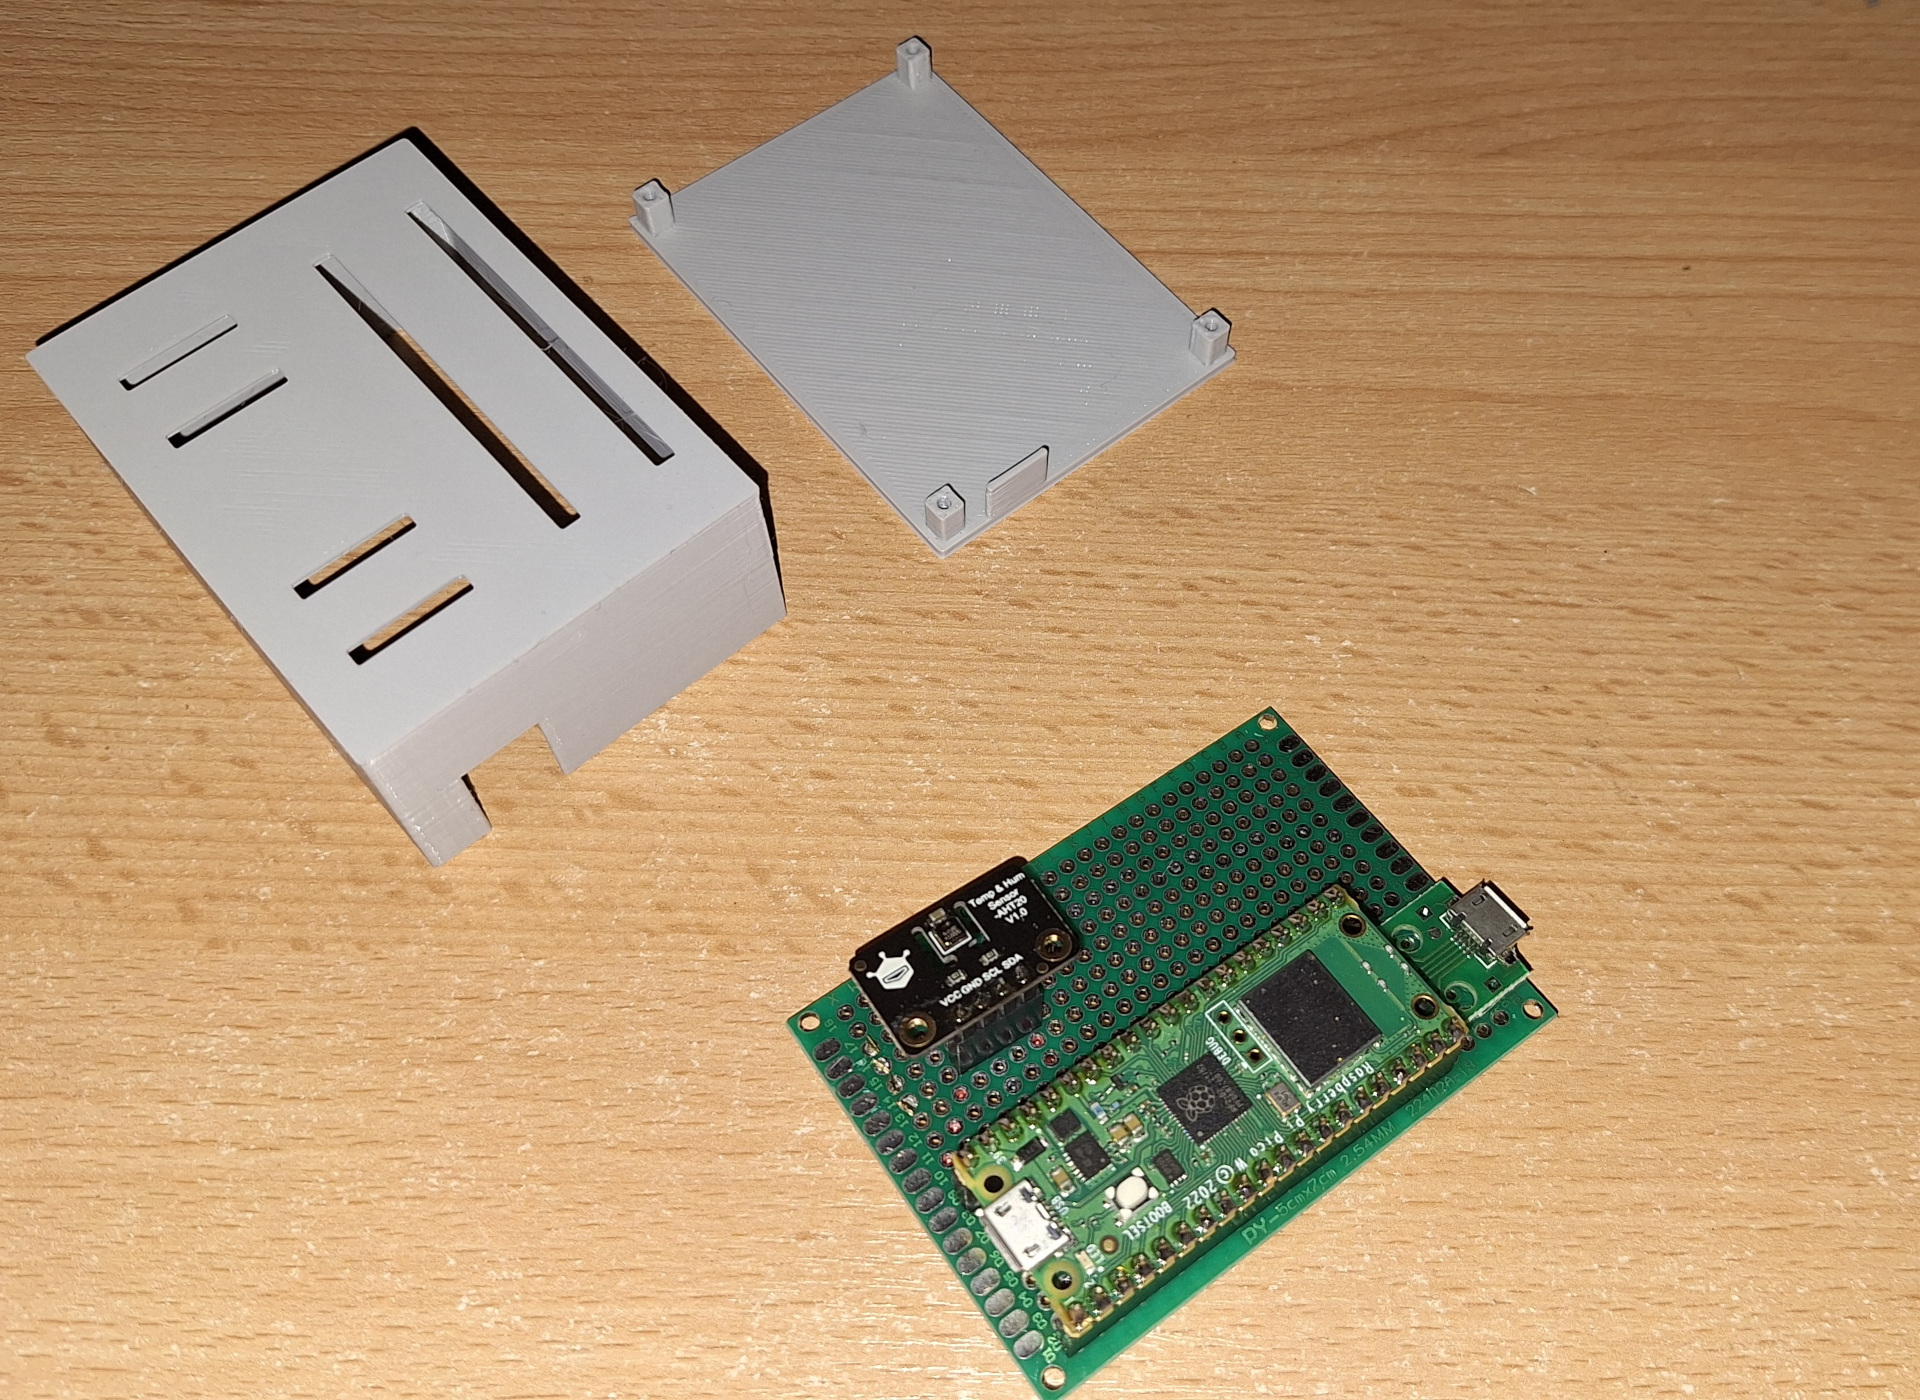 Temp & Hum
Sensor
-AHT20
V1.0
VCC GND SCL SDA
DEBUG
Raspberry Pi Pico W © 2022
BOOTSEL
USB
LED
DY-5cmx7cm 2.54MM